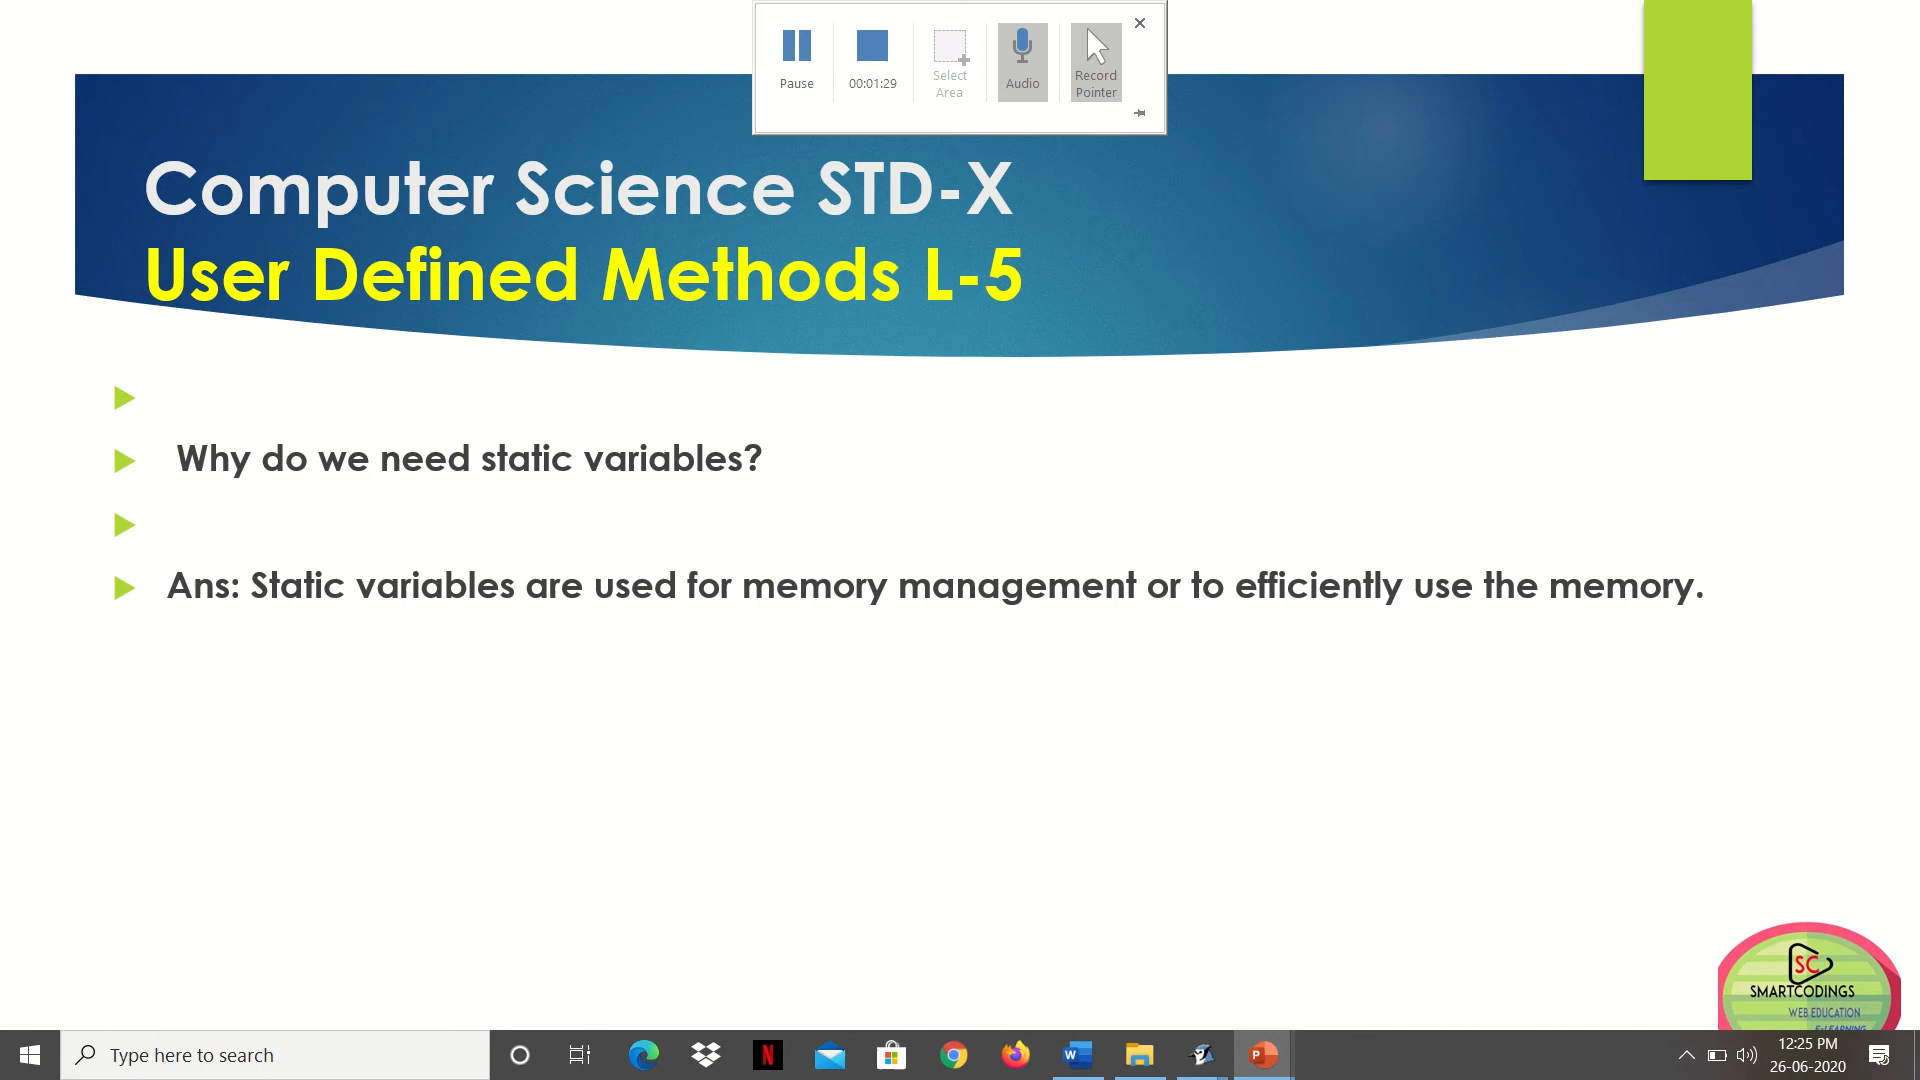 Pause
00:01:29
Select
Area
Audio
Record
Pointer
Computer Science STD-X
User Defined Methods L-5
Why do we need static variables?
Ans: Static variables are used for memory management or to efficiently use the memory.
SC
SMARTCODINGS
WEB EDUCATION
E-LEARNING
Type here to search
N
W
P
12:25 PM
26-06-2020